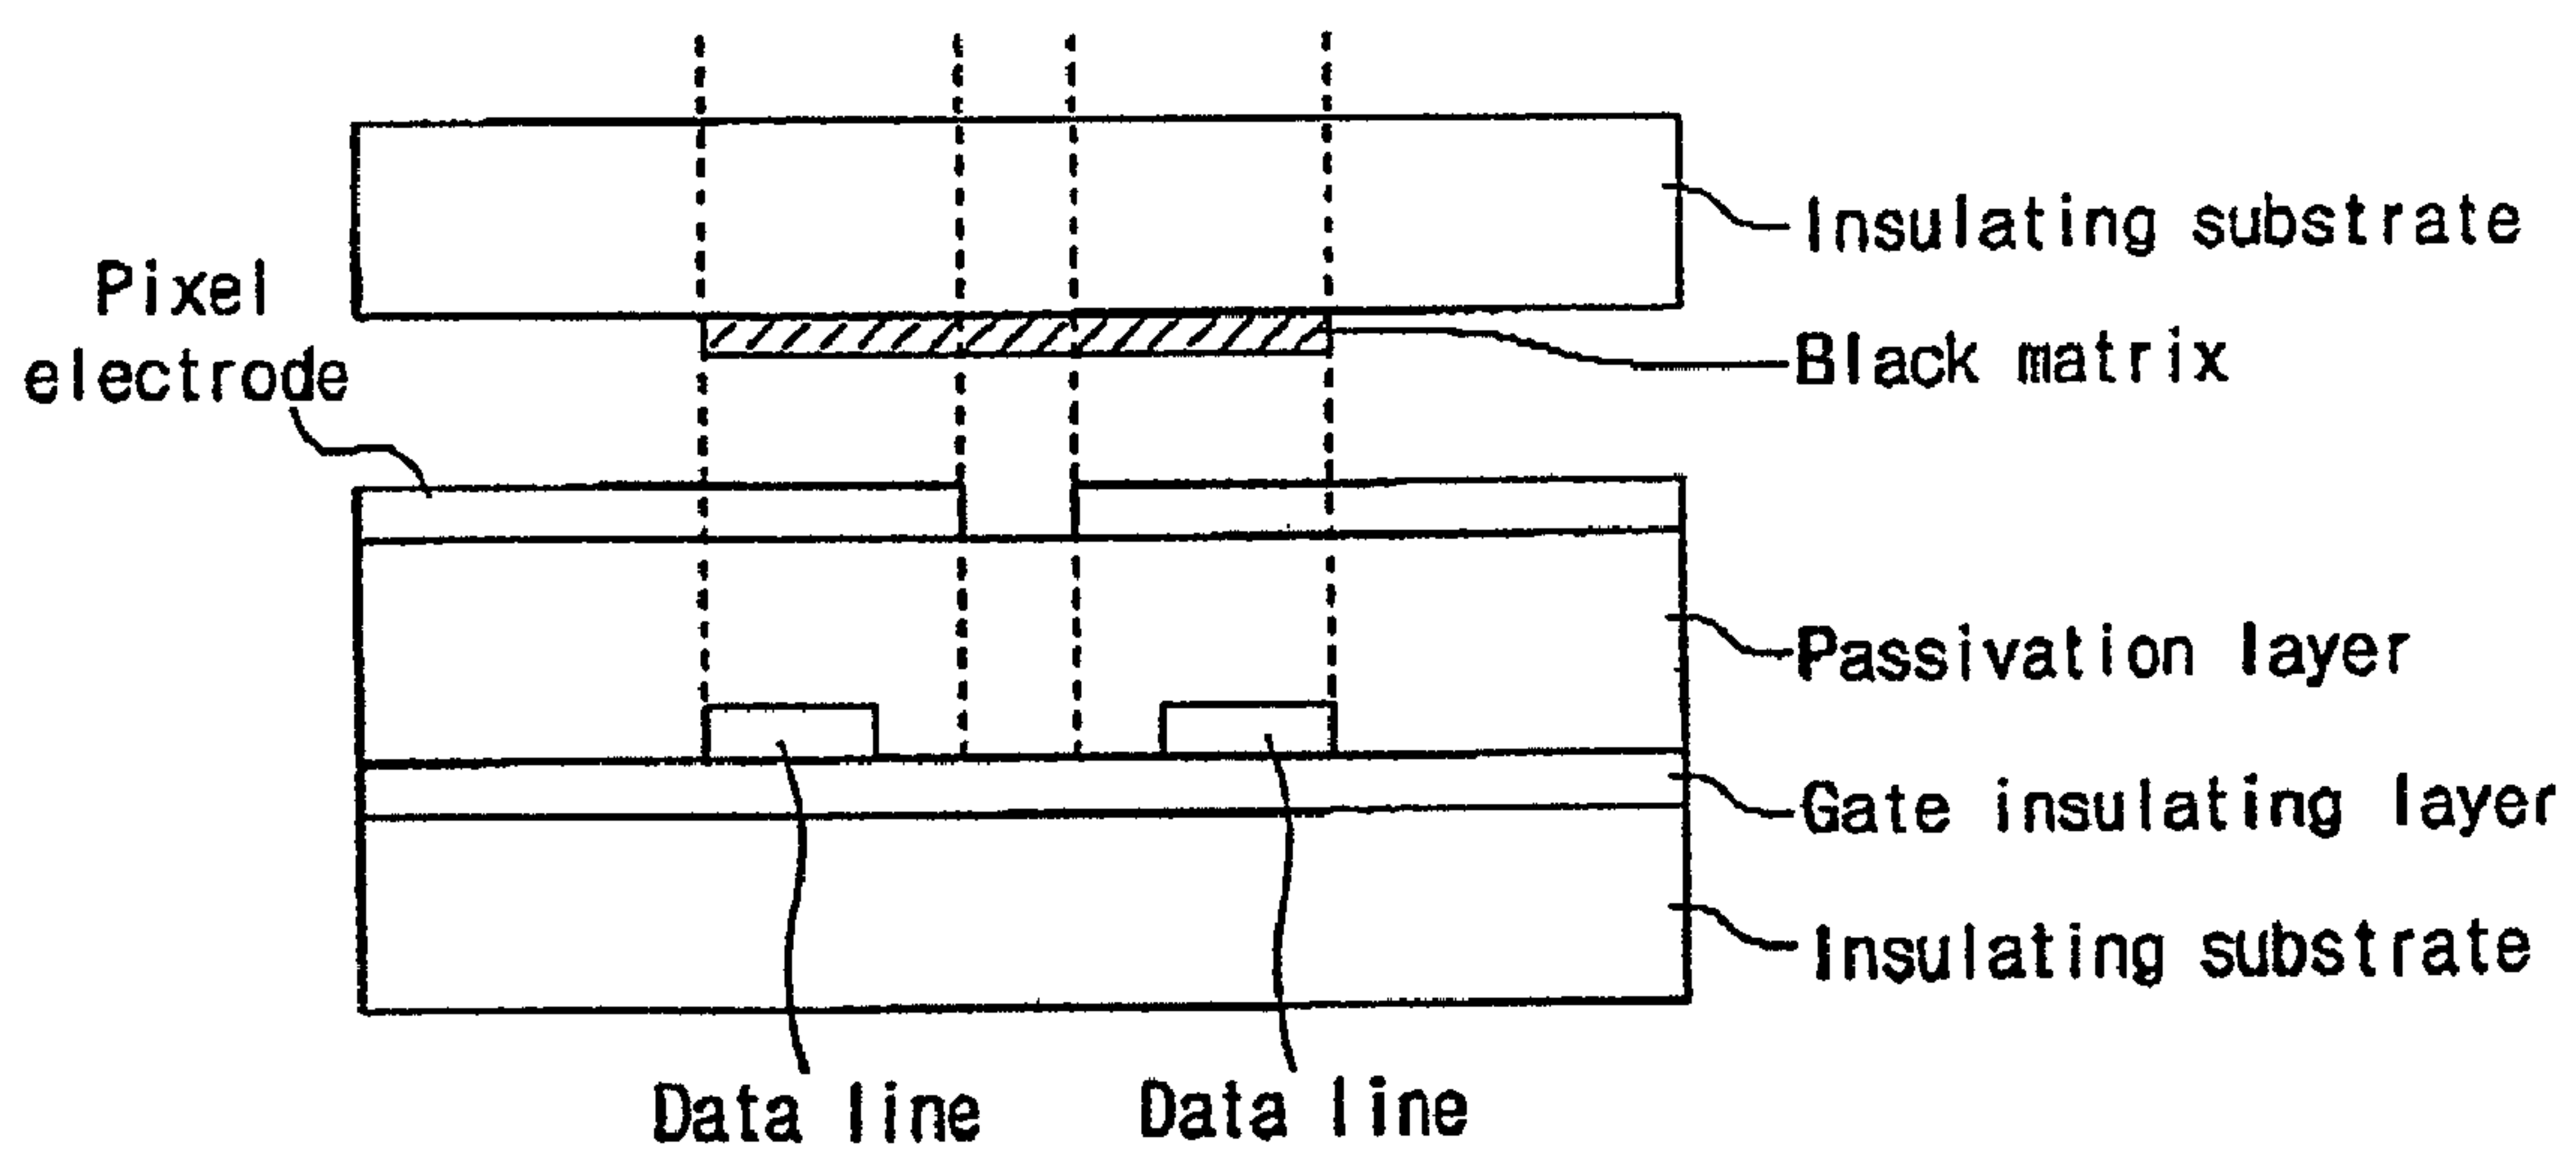 Insulating substrate
Pixel
electrode
Black matrix
Passivation layer
Gate insulating layer
Insulating substrate
Data line
Data line